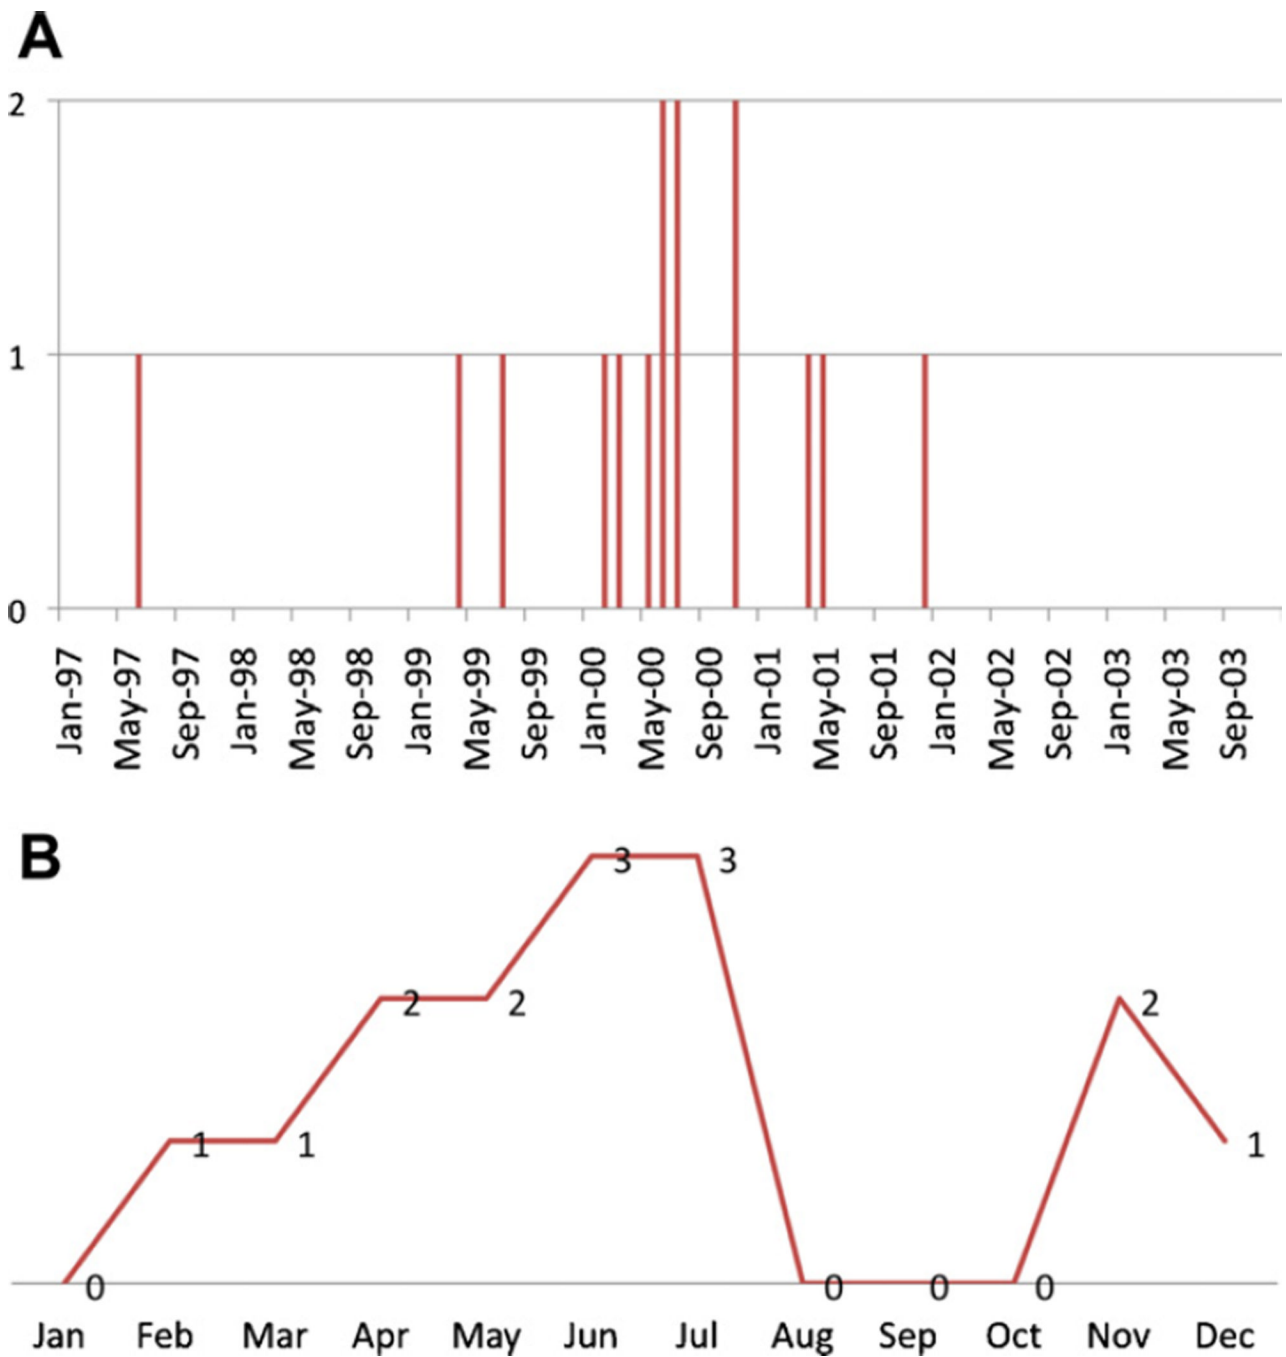 A
2
1
0
Jan-97 May-97 Sep-97 Jan-98 May-98 Sep-98 Jan-99 May-99 Sep-99 Jan-00 May-00 Sep-00 Jan-01 May-01 Sep-01 Jan-02 May-02 Sep-02 Jan-03 May-03 Sep-03
B
3 3
2 2 2
1 1 1
0 0 0 0
Jan Feb Mar Apr May Jun Jul Aug Sep Oct Nov Dec